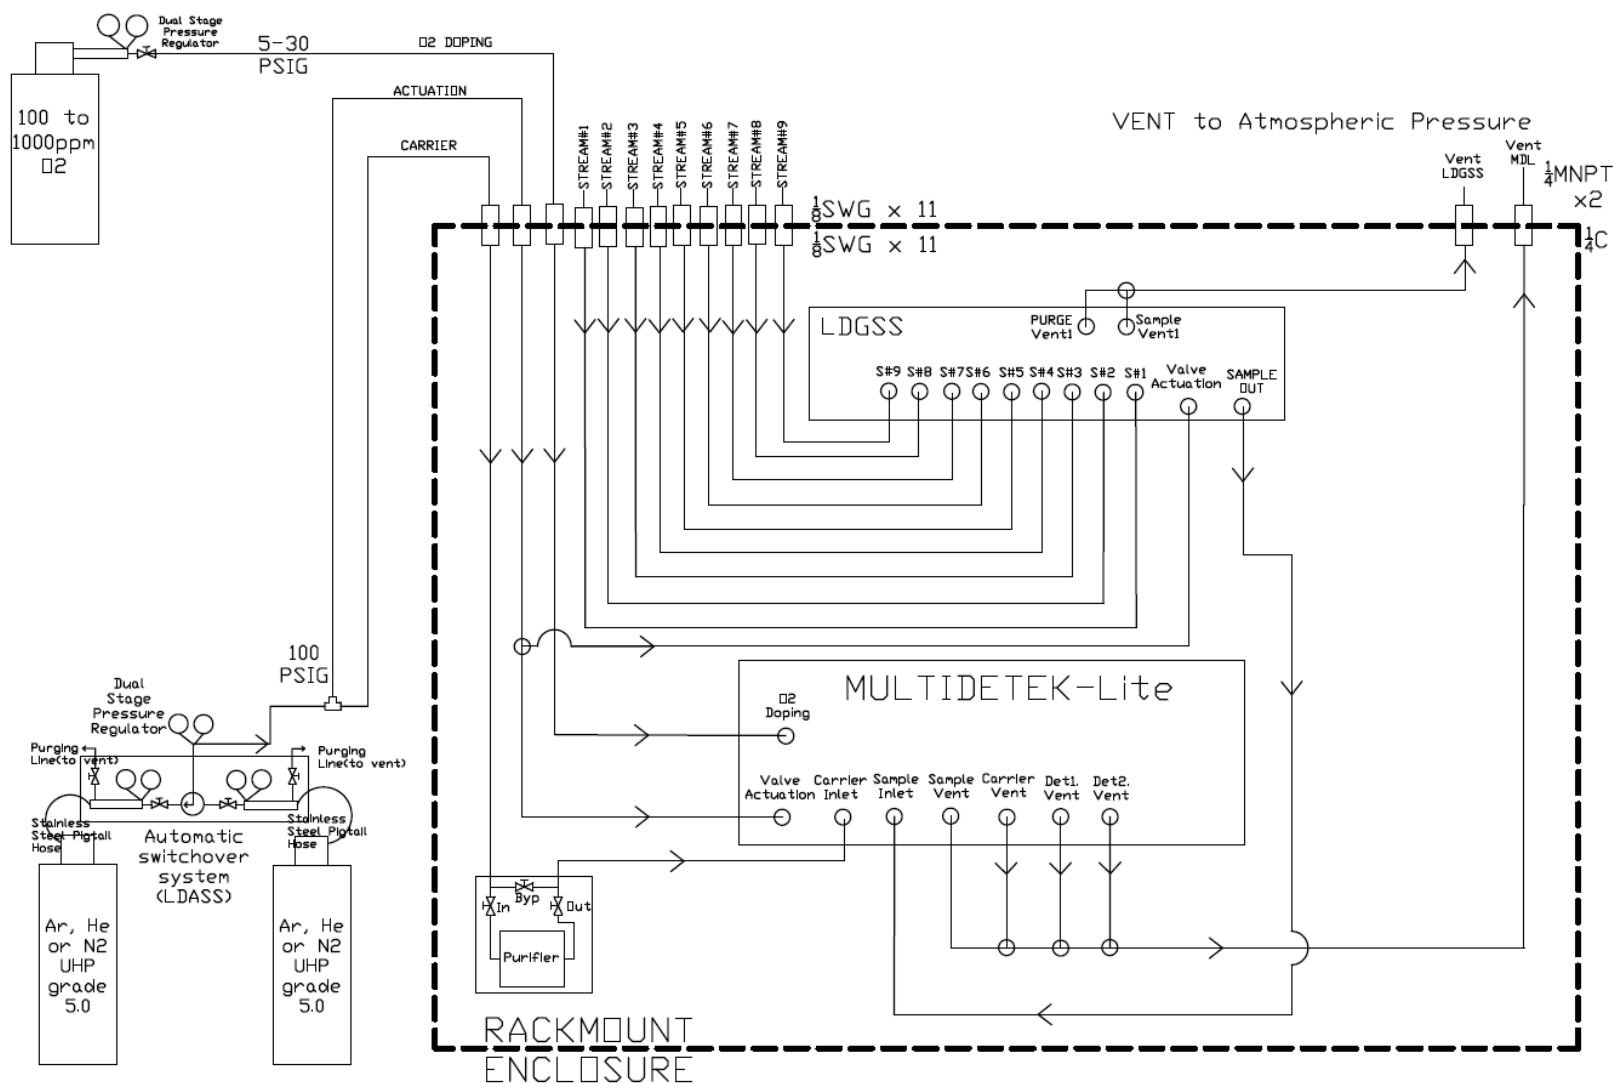 Dual Stage
Pressure
Regulator
5-30
PSIG
O2 DOPING
ACTUATION
CARRIER
100 to
1000ppm
O2
STREAM#1
STREAM#2
STREAM#3
STREAM#4
STREAM#5
STREAM#6
STREAM#7
STREAM#8
STREAM#9
VENT to Atmospheric Pressure
Vent
LDGSS
Vent
MDL
1/4MNPT
x2
1/8SWG x 11
1/8SWG x 11
1/4C
LDGSS
PURGE
Vent1
Sample
Vent1
S#9
S#8
S#7
S#6
S#5
S#4
S#3
S#2
S#1
Valve
Actuation
SAMPLE
OUT
100
PSIG
MULTIDETEK-Lite
O2
Doping
Valve
Actuation
Carrier
Inlet
Sample
Inlet
Sample
Vent
Carrier
Vent
Det1.
Vent
Det2.
Vent
Dual
Stage
Pressure
Regulator
Purging
Line(to vent)
Purging
Line(to vent)
Stainless
Steel Pigtail
Hose
Stainless
Steel Pigtail
Hose
Automatic
switchover
system
(LDASS)
Ar, He
or N2
UHP
grade
5.0
Ar, He
or N2
UHP
grade
5.0
In
Byp
Out
Purifier
RACKMOUNT
ENCLOSURE